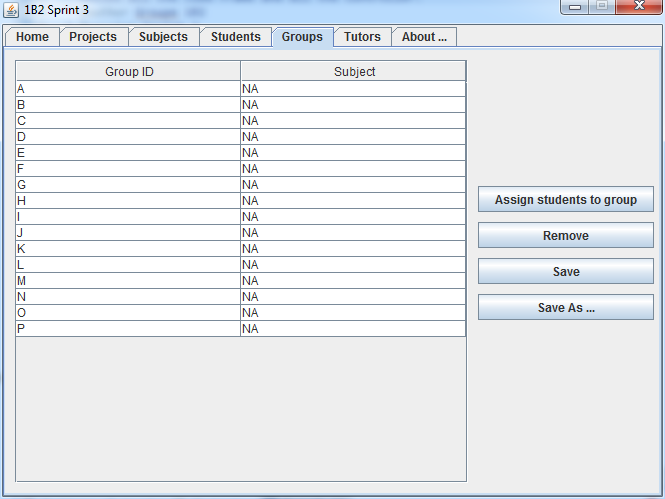 1B2 Sprint 3
Home Projects Subjects Students Groups Tutors About ...
Group ID Subject
A NA
B NA
C NA
D NA
E NA
F NA
G NA
H NA
I NA
J NA
K NA
L NA
M NA
N NA
O NA
P NA
Assign students to group
Remove
Save
Save As ...